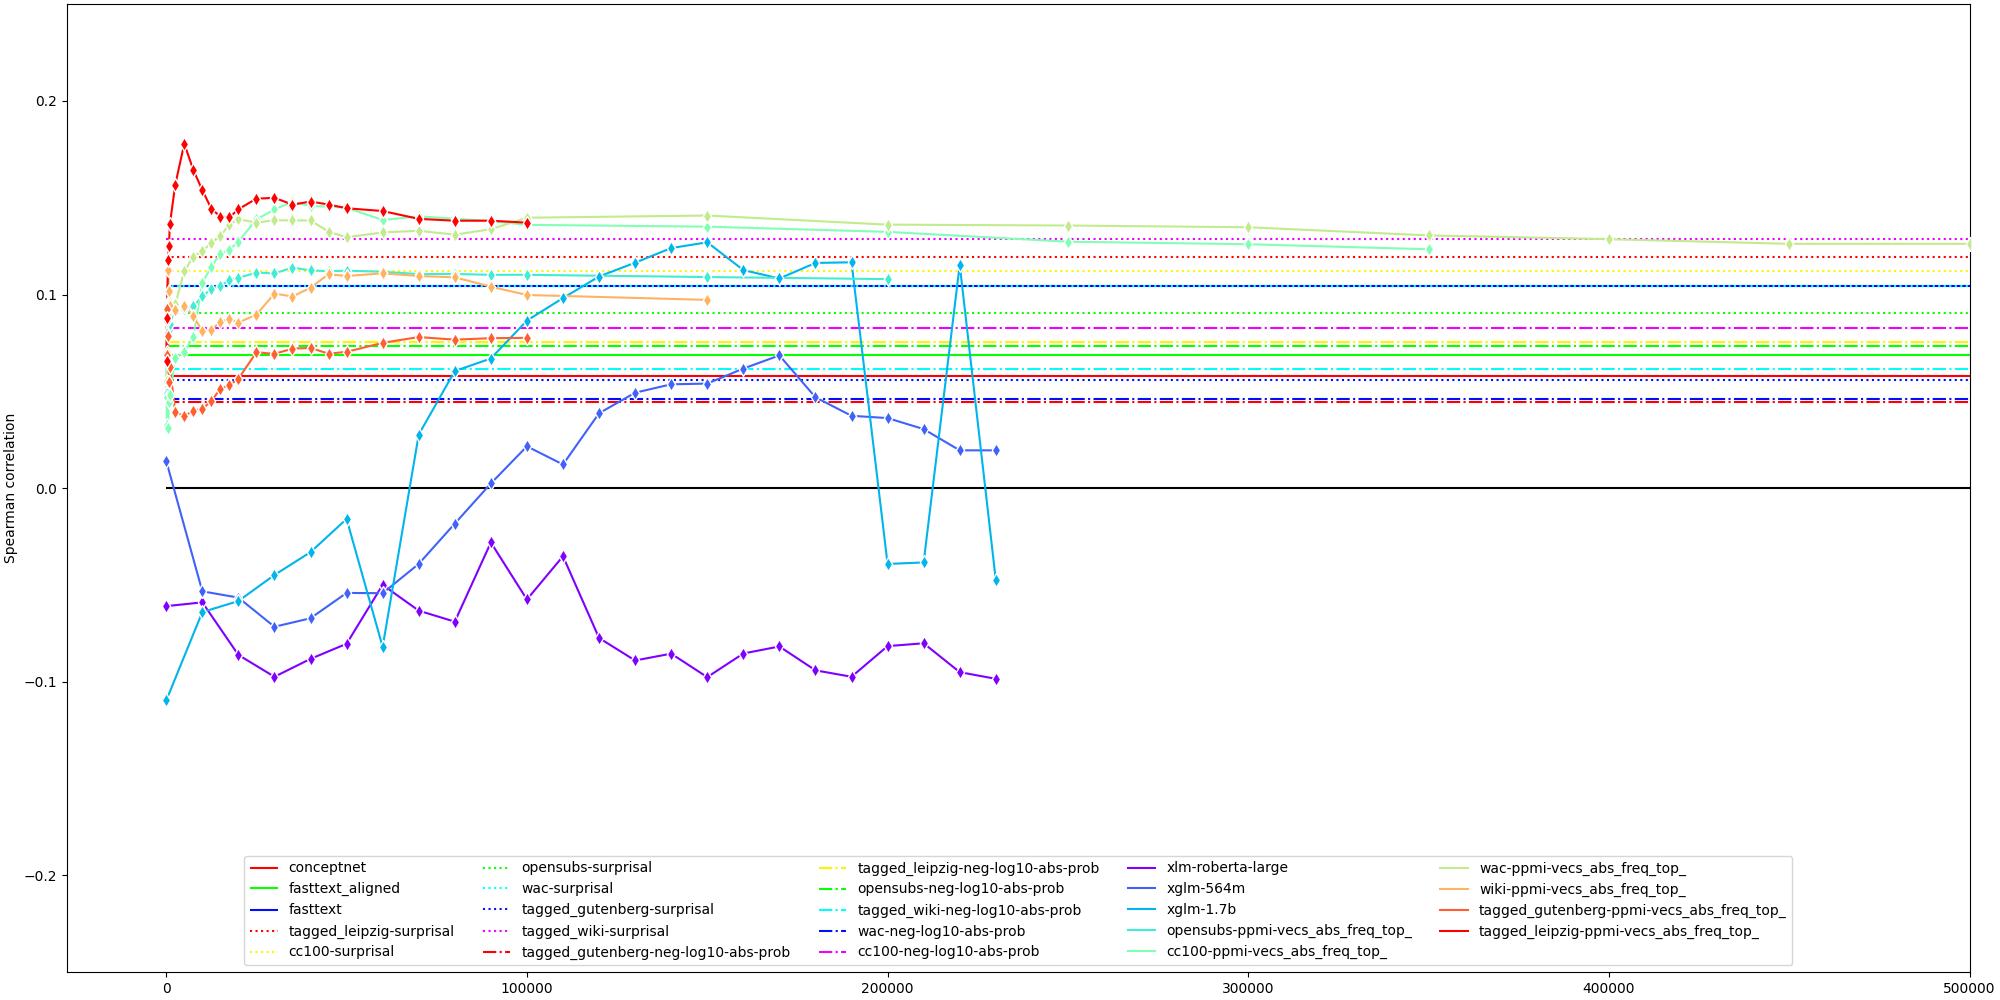 0.2
0.1
0.0
−0.1
−0.2
Spearman correlation
conceptnet
fasttext_aligned
fasttext
tagged_leipzig-surprisal
cc100-surprisal
opensubs-surprisal
wac-surprisal
tagged_gutenberg-surprisal
tagged_wiki-surprisal
tagged_gutenberg-neg-log10-abs-prob
tagged_leipzig-neg-log10-abs-prob
opensubs-neg-log10-abs-prob
tagged_wiki-neg-log10-abs-prob
wac-neg-log10-abs-prob
cc100-neg-log10-abs-prob
xlm-roberta-large
xglm-564m
xglm-1.7b
opensubs-ppmi-vecs_abs_freq_top_
cc100-ppmi-vecs_abs_freq_top_
wac-ppmi-vecs_abs_freq_top_
wiki-ppmi-vecs_abs_freq_top_
tagged_gutenberg-ppmi-vecs_abs_freq_top_
tagged_leipzig-ppmi-vecs_abs_freq_top_
0 100000 200000 300000 400000 500000